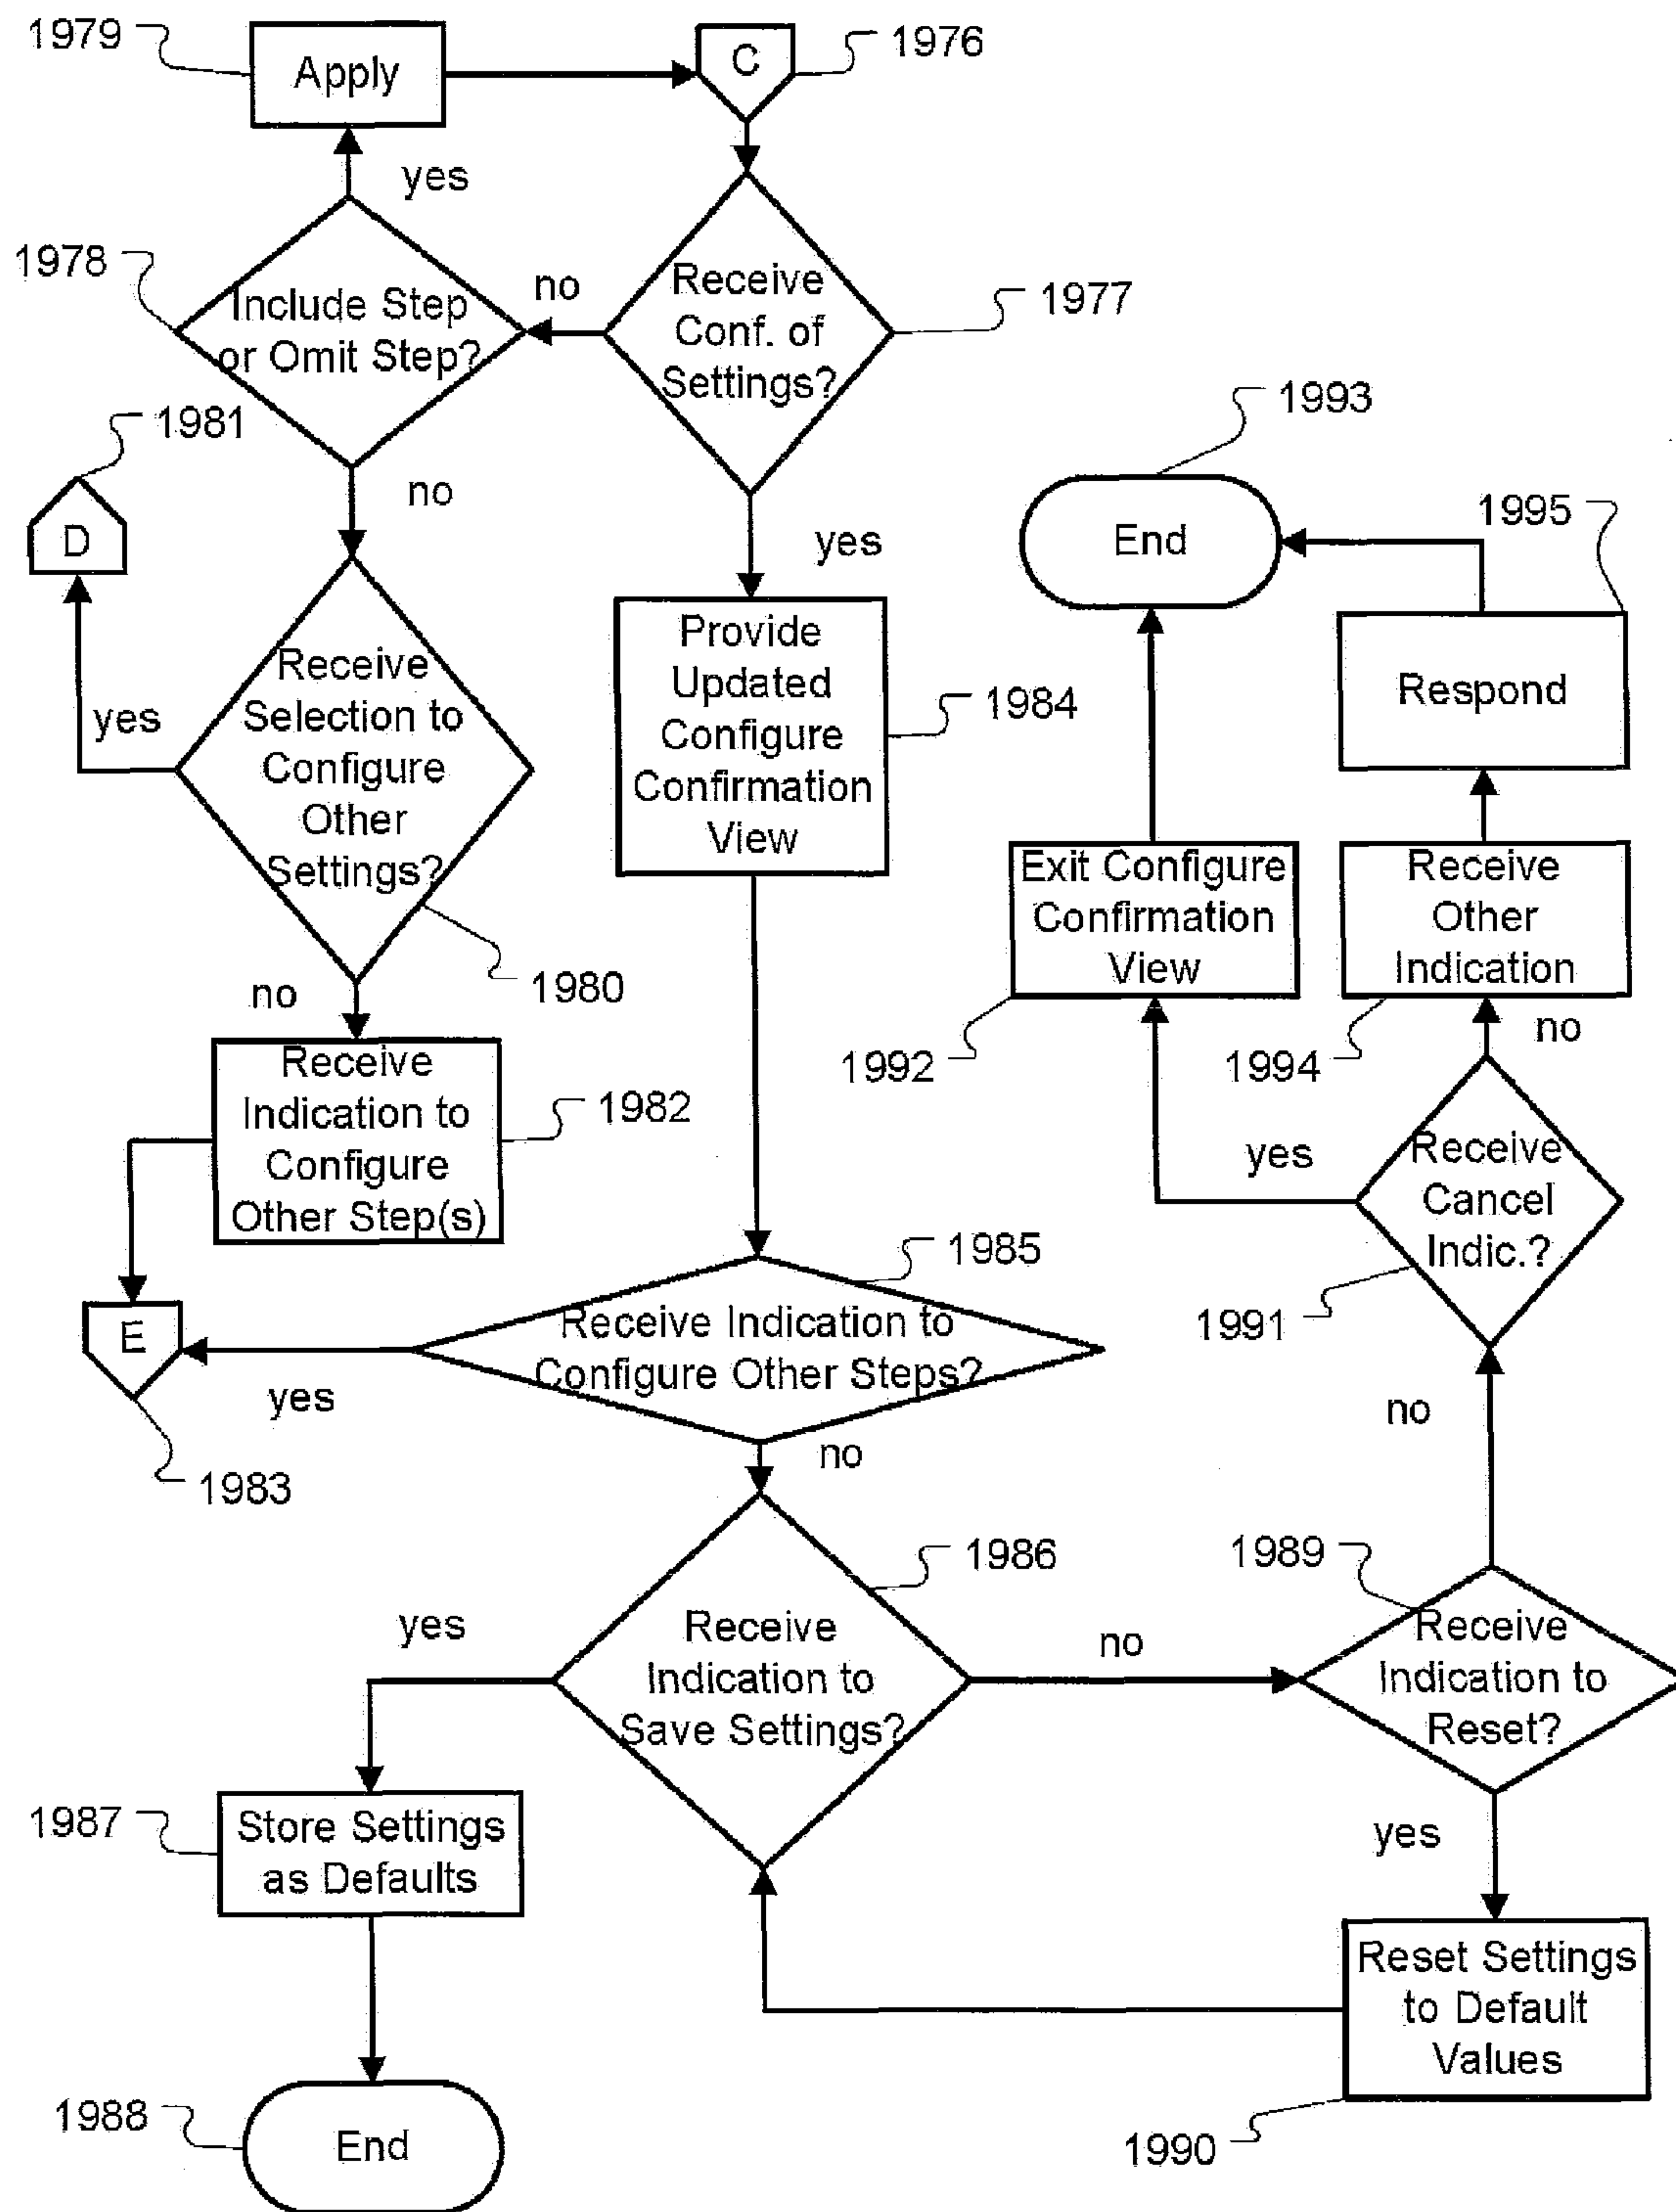 1979
Apply
C
1976
yes
1978
Include Step
or Omit Step?
no
Receive
Conf. of
Settings?
1977
1981
D
no
yes
1993
End
1995
Respond
Receive
Selection to
Configure
Other
Settings?
yes
1980
no
Provide
Updated
Configure
Confirmation
View
1984
Exit Configure
Confirmation
View
1992
Receive
Other
Indication
1994
no
Receive
Indication to
Configure
Other Step(s)
1982
yes
Receive
Cancel
Indic.?
1991
E
1983
yes
1985
Receive Indication to
Configure Other Steps?
no
no
1986
Receive
Indication to
Save Settings?
yes
no
1989
Receive
Indication to
Reset?
yes
1987
Store Settings
as Defaults
Reset Settings
to Default
Values
1990
1988
End